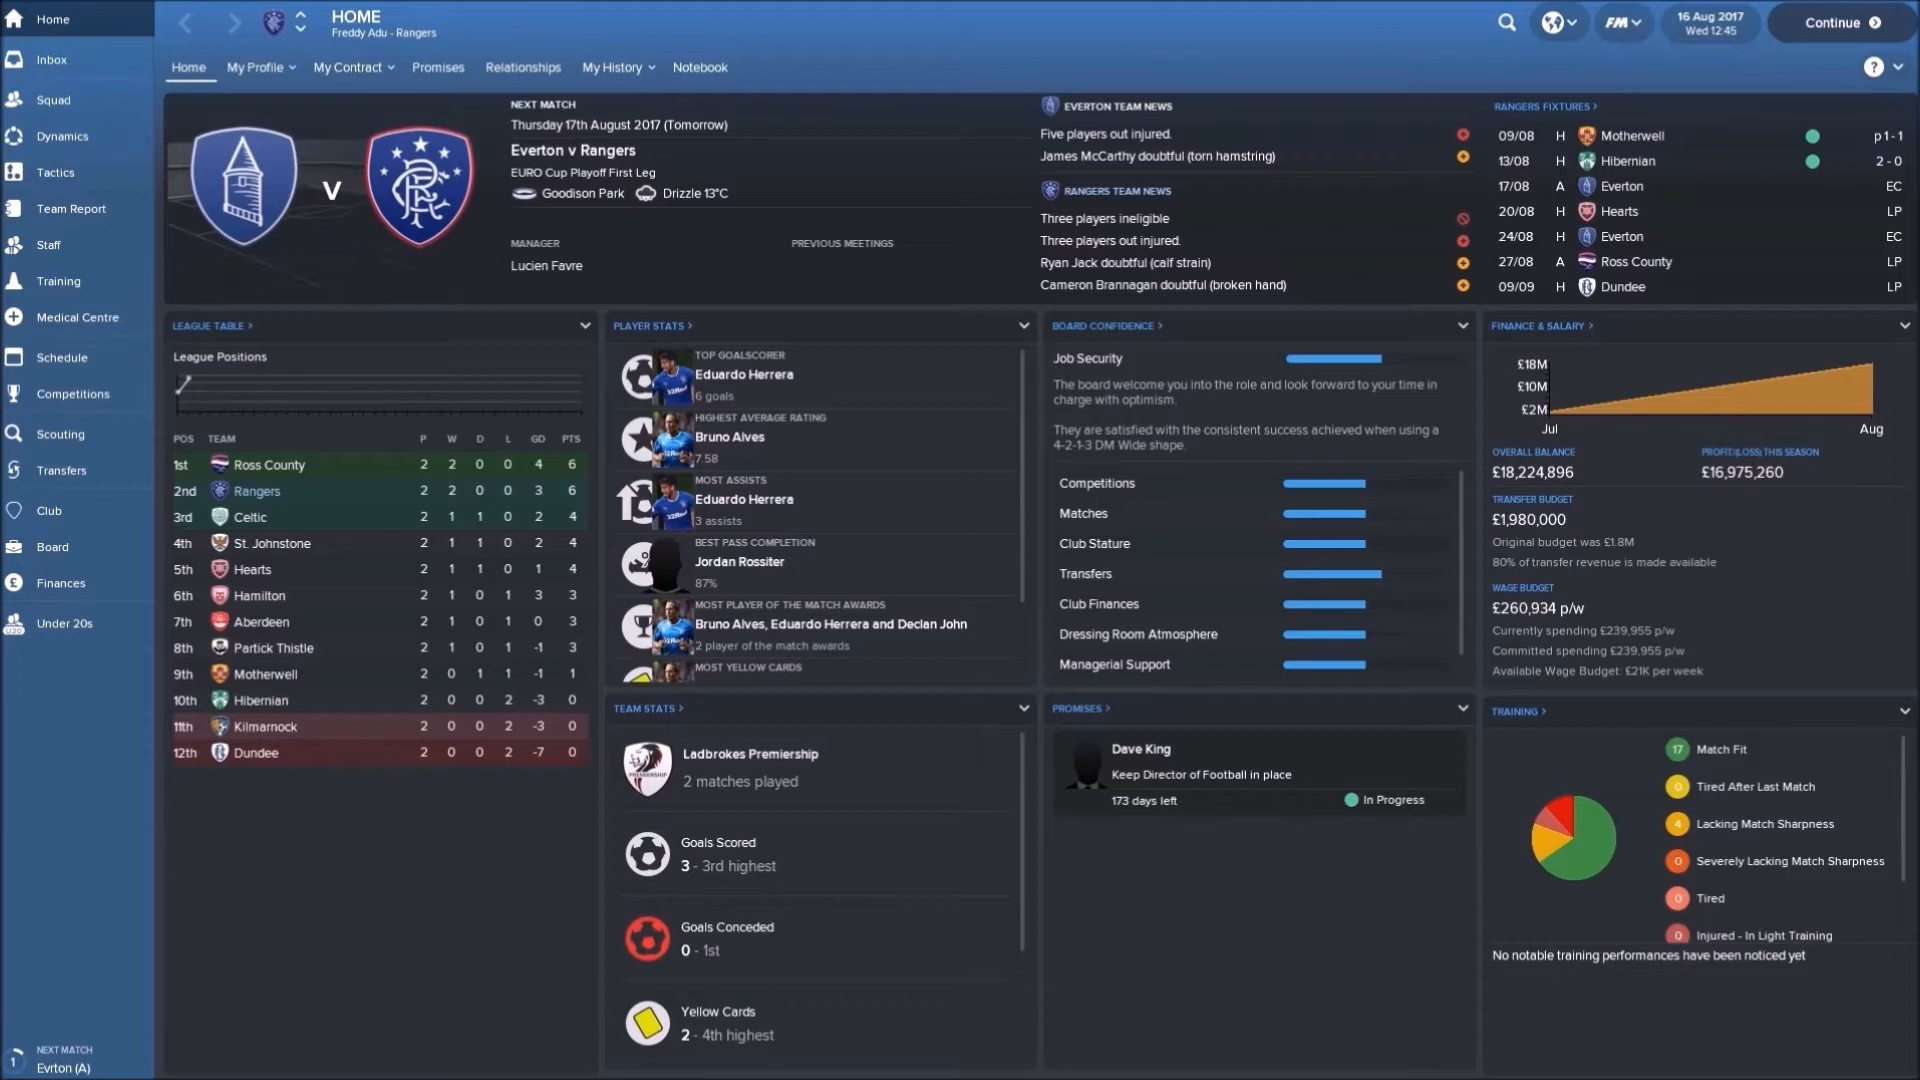 Home
Inbox
Squad
Dynamics
Tactics
Team Report
Staff
Training
Medical Centre
Schedule
Competitions
Scouting
Transfers
Club
Board
Finances
U20
Under 20s
1
NEXT MATCH
Evrton (A)
HOME
Freddy Adu - Rangers
FM
16 Aug 2017
Wed 12:45
Continue
Home
My Profile
My Contract
Promises
Relationships
My History
Notebook
?
V
NEXT MATCH
Thursday 17th August 2017 (Tomorrow)
Everton v Rangers
EURO Cup Playoff First Leg
Goodison Park Drizzle 13°C
MANAGER
Lucien Favre
PREVIOUS MEETINGS
EVERTON TEAM NEWS
Five players out injured.
James McCarthy doubtful (torn hamstring)
RANGERS TEAM NEWS
Three players ineligible
Three players out injured.
Ryan Jack doubtful (calf strain)
Cameron Brannagan doubtful (broken hand)
RANGERS FIXTURES >
09/08 H Motherwell p 1 - 1
13/08 H Hibernian 2 - 0
17/08 A Everton EC
20/08 H Hearts LP
24/08 H Everton EC
27/08 A Ross County LP
09/09 H Dundee LP
LEAGUE TABLE >
League Positions
POS TEAM P W D L GD PTS
1st Ross County 2 2 0 0 4 6
2nd Rangers 2 2 0 0 3 6
3rd Celtic 2 1 1 0 2 4
4th St. Johnstone 2 1 1 0 2 4
5th Hearts 2 1 1 0 1 4
6th Hamilton 2 1 0 1 3 3
7th Aberdeen 2 1 0 1 0 3
8th Partick Thistle 2 1 0 1 -1 3
9th Motherwell 2 0 1 1 -1 1
10th Hibernian 2 0 0 2 -3 0
11th Kilmarnock 2 0 0 2 -3 0
12th Dundee 2 0 0 2 -7 0
PLAYER STATS >
TOP GOALSCORER
Eduardo Herrera
6 goals
HIGHEST AVERAGE RATING
Bruno Alves
7.58
MOST ASSISTS
Eduardo Herrera
3 assists
BEST PASS COMPLETION
Jordan Rossiter
87%
MOST PLAYER OF THE MATCH AWARDS
Bruno Alves, Eduardo Herrera and Declan John
2 player of the match awards
MOST YELLOW CARDS
TEAM STATS >
PREMIERSHIP
Ladbrokes Premiership
2 matches played
Goals Scored
3 - 3rd highest
Goals Conceded
0 - 1st
Yellow Cards
2 - 4th highest
BOARD CONFIDENCE >
Job Security
The board welcome you into the role and look forward to your time in
charge with optimism.
They are satisfied with the consistent success achieved when using a
4-2-1-3 DM Wide shape.
Competitions
Matches
Club Stature
Transfers
Club Finances
Dressing Room Atmosphere
Managerial Support
PROMISES >
Dave King
Keep Director of Football in place
173 days left
In Progress
FINANCE & SALARY >
£18M
£10M
£2M
Jul Aug
OVERALL BALANCE
£18,224,896
PROFIT/(LOSS) THIS SEASON
£16,975,260
TRANSFER BUDGET
£1,980,000
Original budget was £1.8M
80% of transfer revenue is made available
WAGE BUDGET
£260,934 p/w
Currently spending £239,955 p/w
Committed spending £239,955 p/w
Available Wage Budget: £21K per week
TRAINING >
17 Match Fit
0 Tired After Last Match
4 Lacking Match Sharpness
0 Severely Lacking Match Sharpness
0 Tired
0 Injured - In Light Training
No notable training performances have been noticed yet